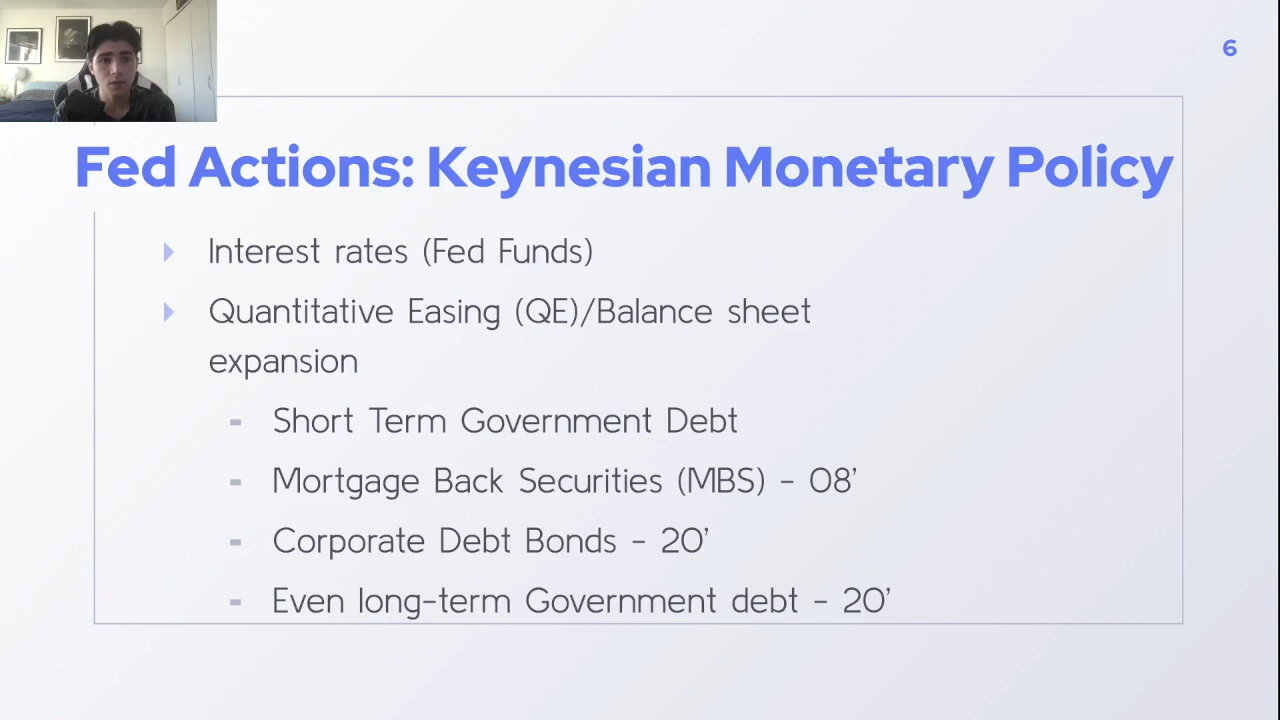 6
Fed Actions: Keynesian Monetary Policy
Interest rates (Fed Funds)
Quantitative Easing (QE)/Balance sheet
expansion
- Short Term Government Debt
- Mortgage Back Securities (MBS) - 08'
- Corporate Debt Bonds - 20'
- Even long-term Government debt - 20'